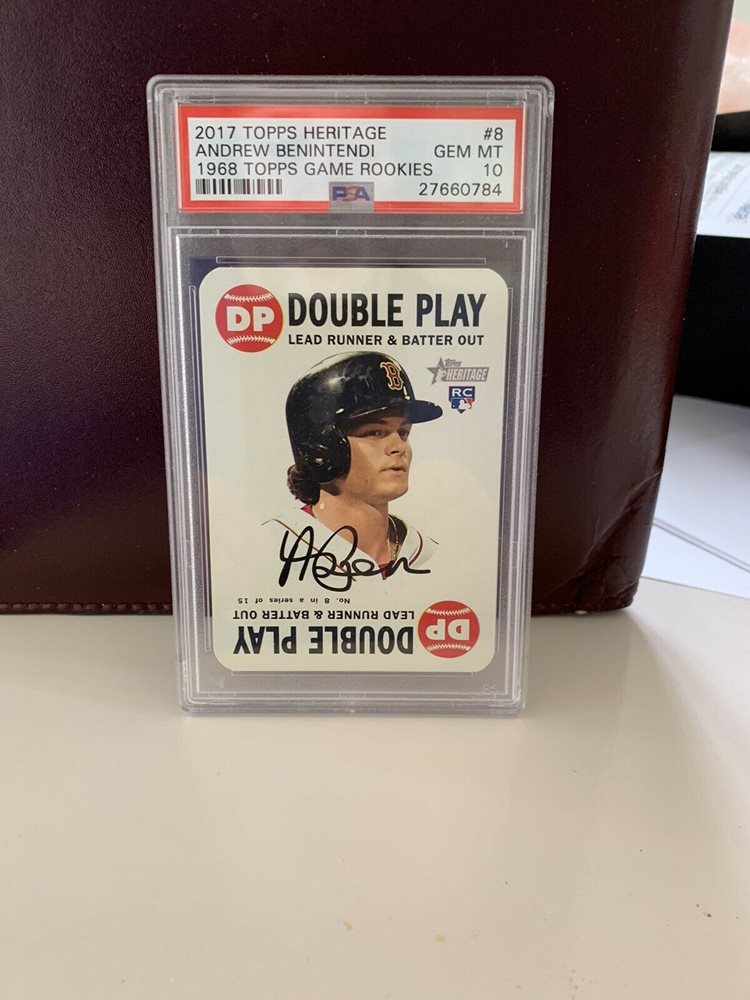 2017 TOPPS HERITAGE #8
ANDREW BENINTENDI GEM MT
1968 TOPPS GAME ROOKIES 10
PSA 27660784
DP DOUBLE PLAY
LEAD RUNNER & BATTER OUT
Topps
HERITAGE
RC
B
No. 8 in a series of 15
LEAD RUNNER & BATTER OUT
DOUBLE PLAY DP